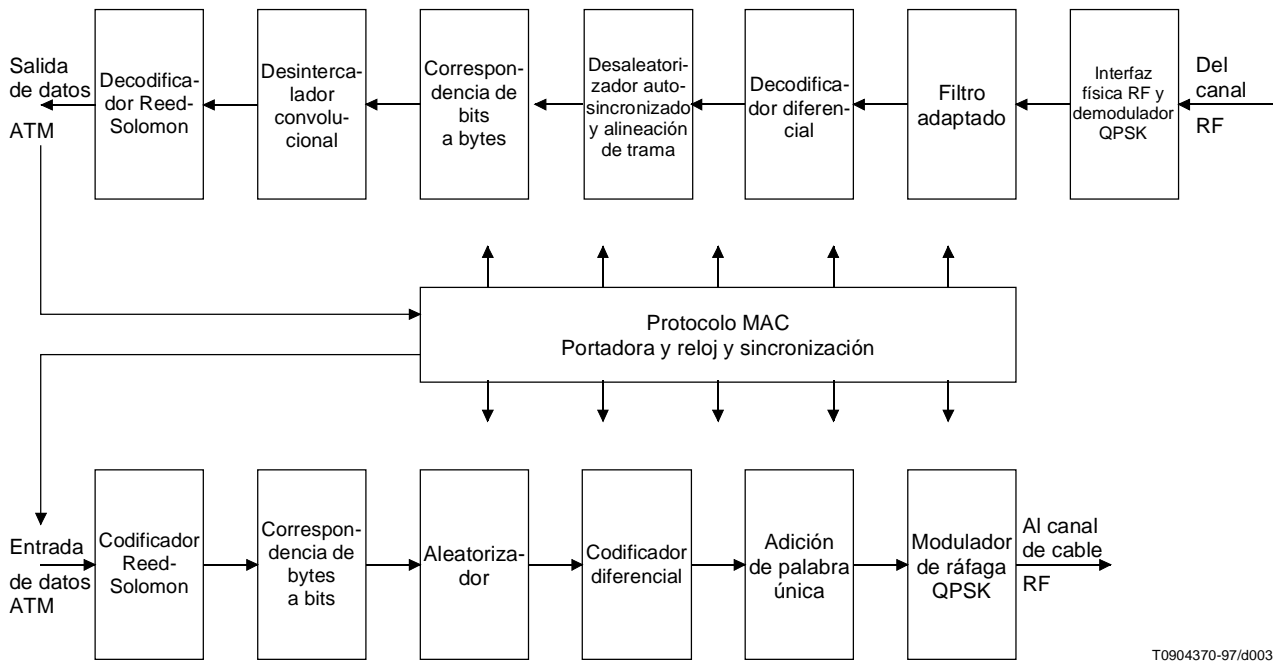 Salida
de datos
ATM
Decodifica-
dor Reed-
Solomon
Desinterca-
lador
convolu-
cional
Correspon-
dencia de
bits
a bytes
Desaleatori-
zador auto-
sincronizado
y alineación
de trama
Decodifica-
dor diferen-
cial
Filtro
adaptado
Interfaz
física RF y
demodulador
QPSK
Del
canal
RF
Protocolo MAC
Portadora y reloj y sincronización
Entrada
de datos
ATM
Codificador
Reed-
Solomon
Correspon-
dencia de
bytes
a bits
Aleatoriza-
dor
Codificador
diferencial
Adición
de palabra
única
Modulador
de ráfaga
QPSK
Al canal
de cable
RF
T0904370-97/d003